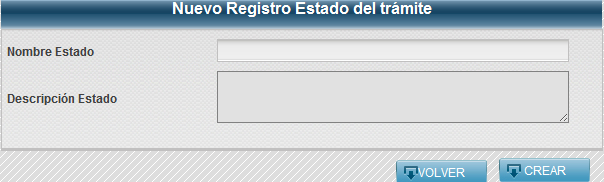 Nuevo Registro Estado del trámite
Nombre Estado
Descripción Estado
VOLVER CREAR